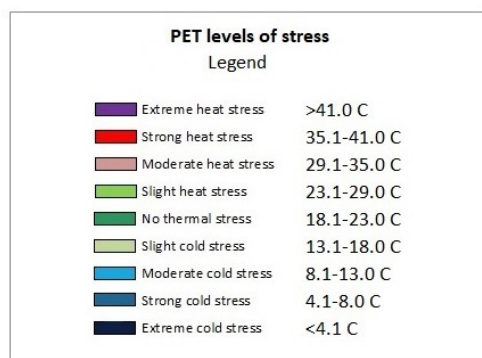 PET levels of stress
Legend
Extreme heat stress >41.0 C
Strong heat stress 35.1-41.0 C
Moderate heat stress 29.1-35.0 C
Slight heat stress 23.1-29.0 C
No thermal stress 18.1-23.0 C
Slight cold stress 13.1-18.0 C
Moderate cold stress 8.1-13.0 C
Strong cold stress 4.1-8.0 C
Extreme cold stress <4.1 C